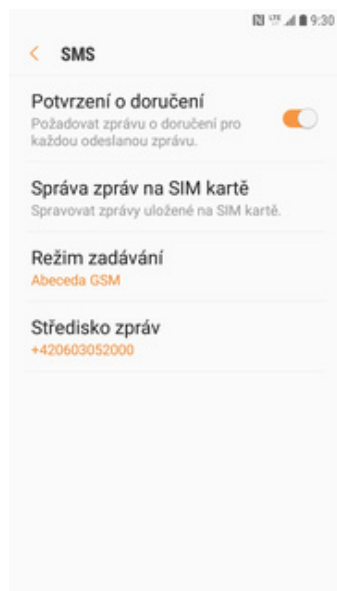 LTE 9:30
SMS
Potvrzení o doručení
Požadovat zprávu o doručení pro
každou odeslanou zprávu.
Správa zpráv na SIM kartě
Spravovat zprávy uložené na SIM kartě.
Režim zadávání
Abeceda GSM
Středisko zpráv
+420603052000